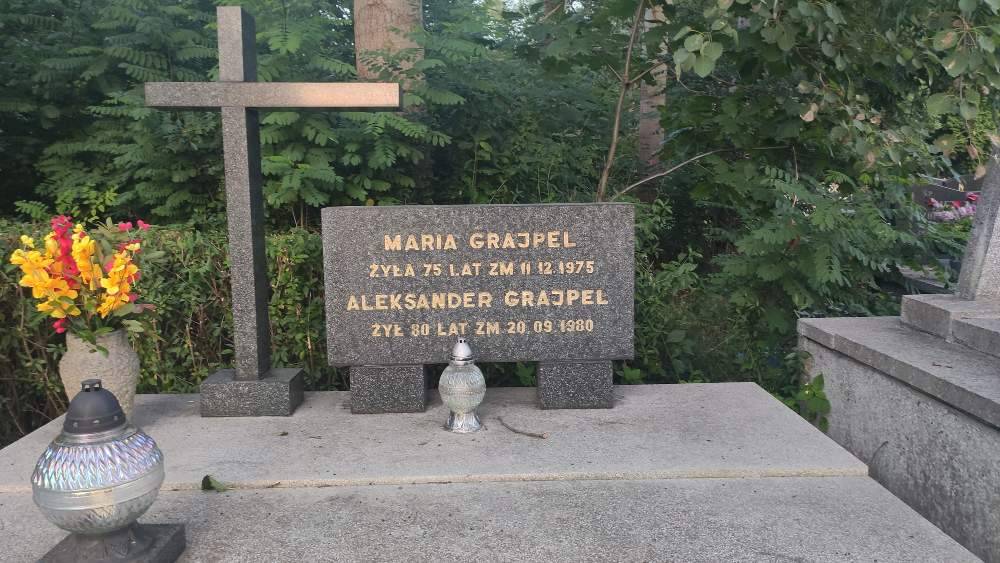 MARIA GRAJPEL
ŻYŁA 75 LAT ZM 11 12.1975
ALEKSANDER GRAJPEL
ŻYŁ 80 LAT ZM 20.09.1980